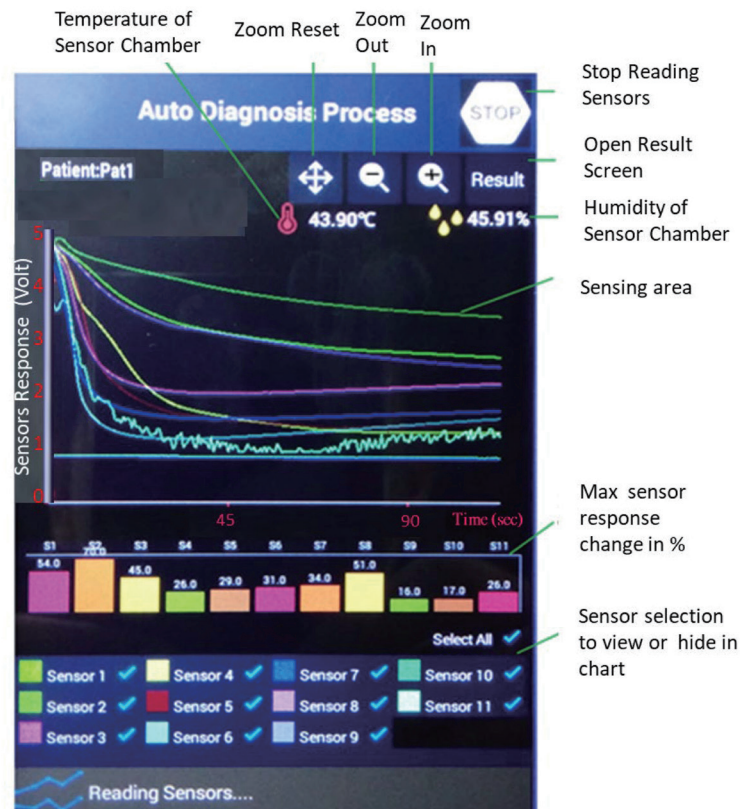 Temperature of
Sensor Chamber
Zoom Reset
Zoom
Out
Zoom
In
Stop Reading
Sensors
Auto Diagnosis Process
STOP
Open Result
Screen
Patient:Pat1
Result
43.90°C
45.91%
Humidity of
Sensor Chamber
Sensing area
Sensors Response (Volt)
5
4
3
2
1
0
45
90
Time (sec)
Max sensor
response
change in %
S1 S2 S3 S4 S5 S6 S7 S8 S9 S10 S11
54.0 70.0 45.0 26.0 29.0 31.0 34.0 51.0 16.0 17.0 26.0
Select All
Sensor selection
to view or hide in
chart
Sensor 1 Sensor 4 Sensor 7 Sensor 10
Sensor 2 Sensor 5 Sensor 8 Sensor 11
Sensor 3 Sensor 6 Sensor 9
Reading Sensors....